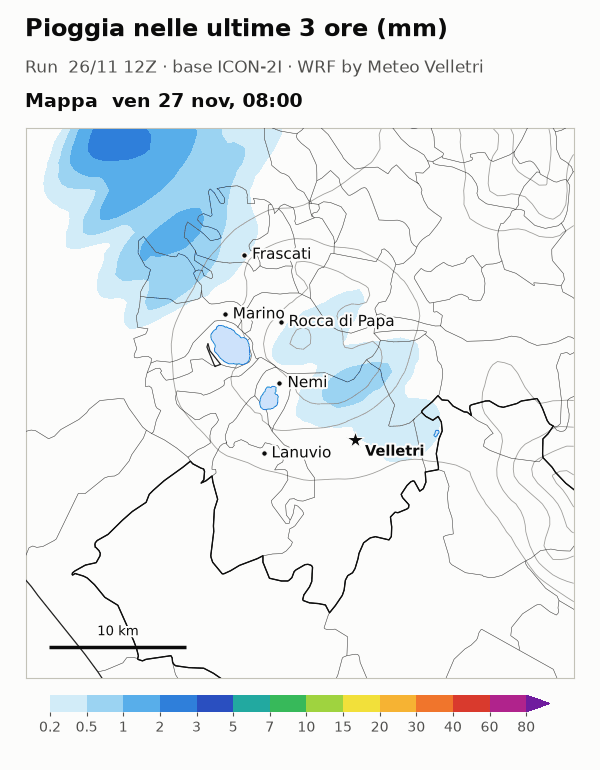 Pioggia nelle ultime 3 ore (mm)
Run  26/11 12Z · base ICON-2I · WRF by Meteo Velletri
Mappa  ven 27 nov, 08:00
Frascati
Marino
Rocca di Papa
Nemi
Velletri
Lanuvio
10 km
0.2 0.5 1 2 3 5 7 10 15 20 30 40 60 80